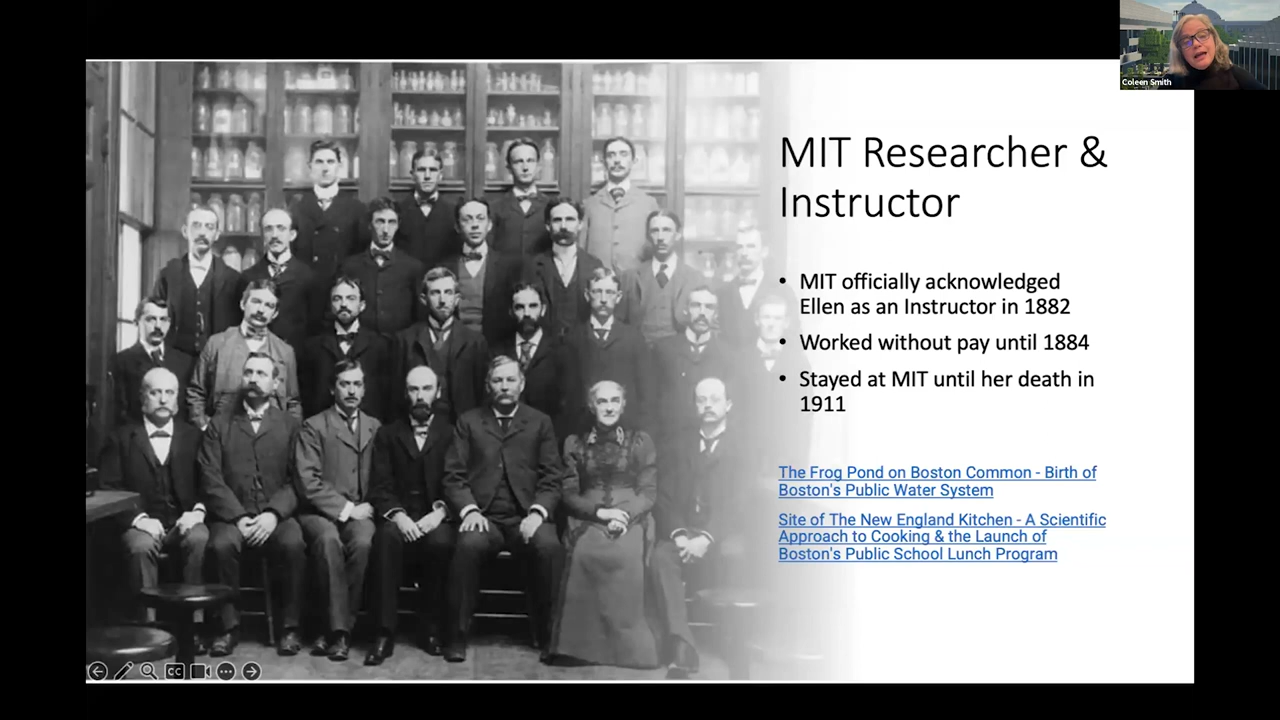 Coleen Smith
MIT Researcher &
Instructor
• MIT officially acknowledged
Ellen as an Instructor in 1882
• Worked without pay until 1884
• Stayed at MIT until her death in
1911
The Frog Pond on Boston Common - Birth of
Boston's Public Water System
Site of The New England Kitchen - A Scientific
Approach to Cooking & the Launch of
Boston's Public School Lunch Program
CC